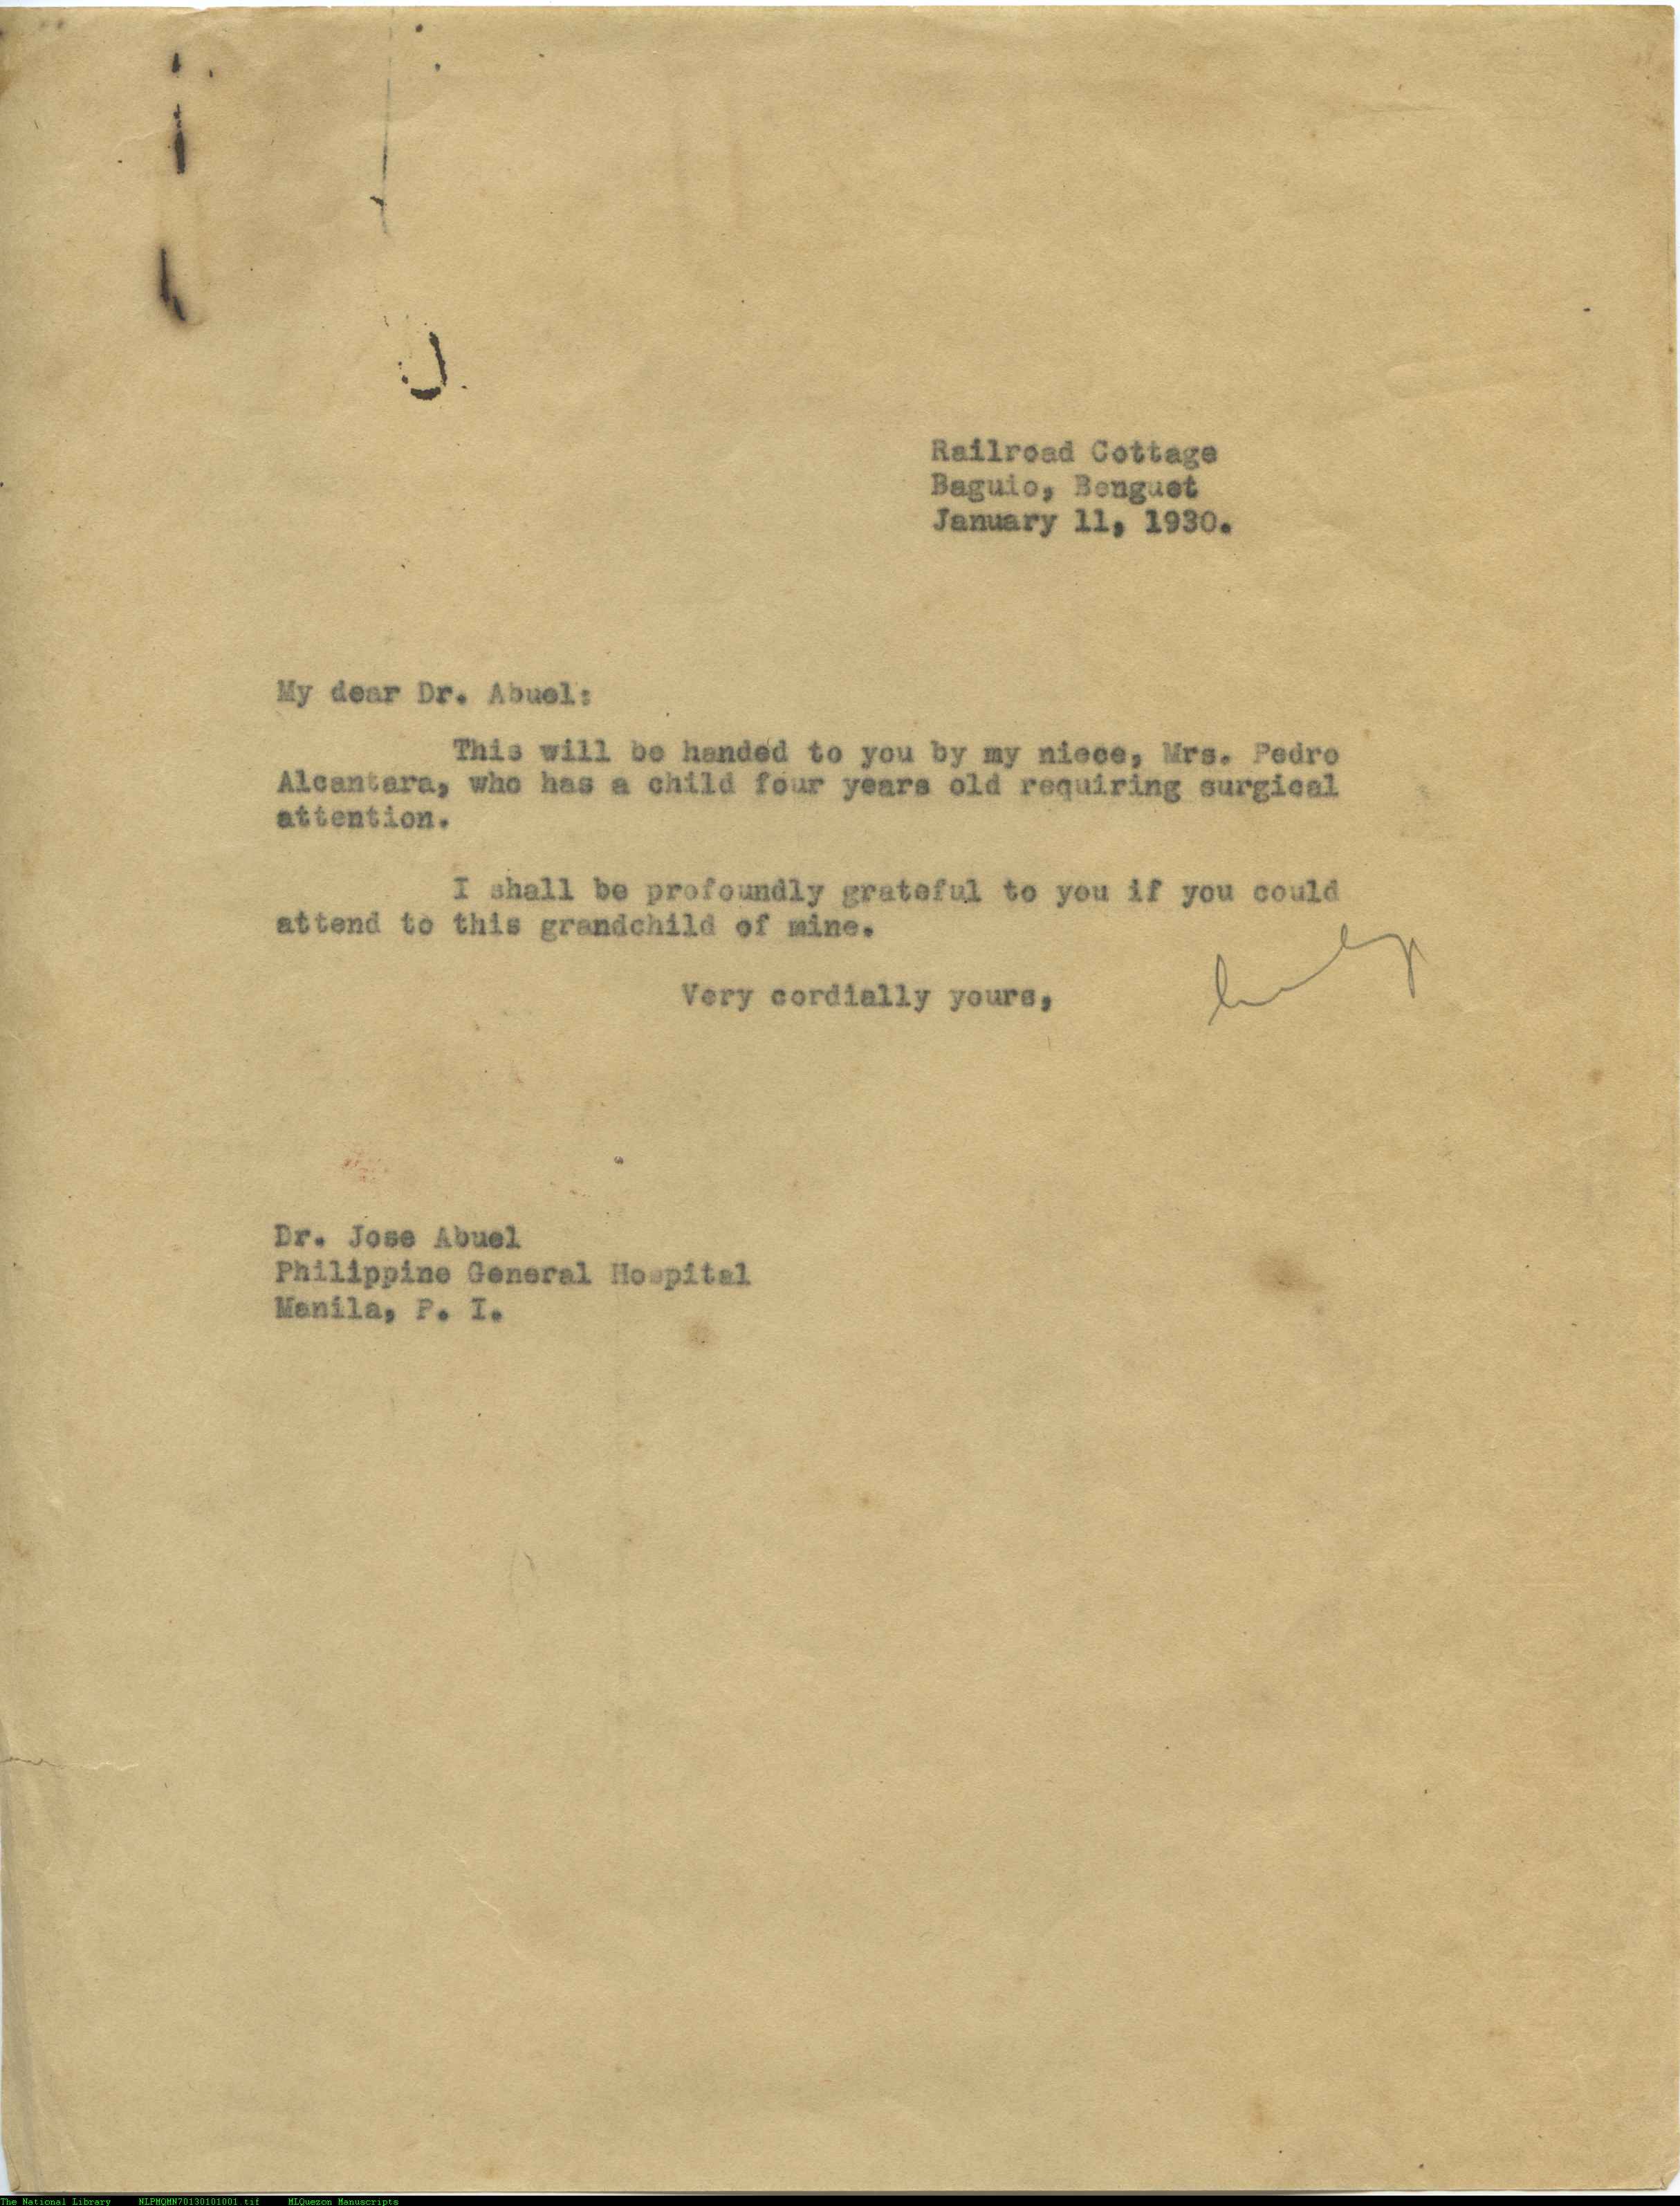 Railroad Cottage
Baguio, Benguet
January 11, 1930.
My dear Dr. Abuel:
This will be handed to you by my niece, Mrs. Pedro
Alcantara, who has a child four years old requiring surgical
attention.
I shall be profoundly grateful to you if you could
attend to this grandchild of mine.
Very cordially yours,
Dr. Jose Abuel
Philippine General Hospital
Manila, P. I.
The National Library NLPMQMN70130101001.tif MLQuezon Manuscripts